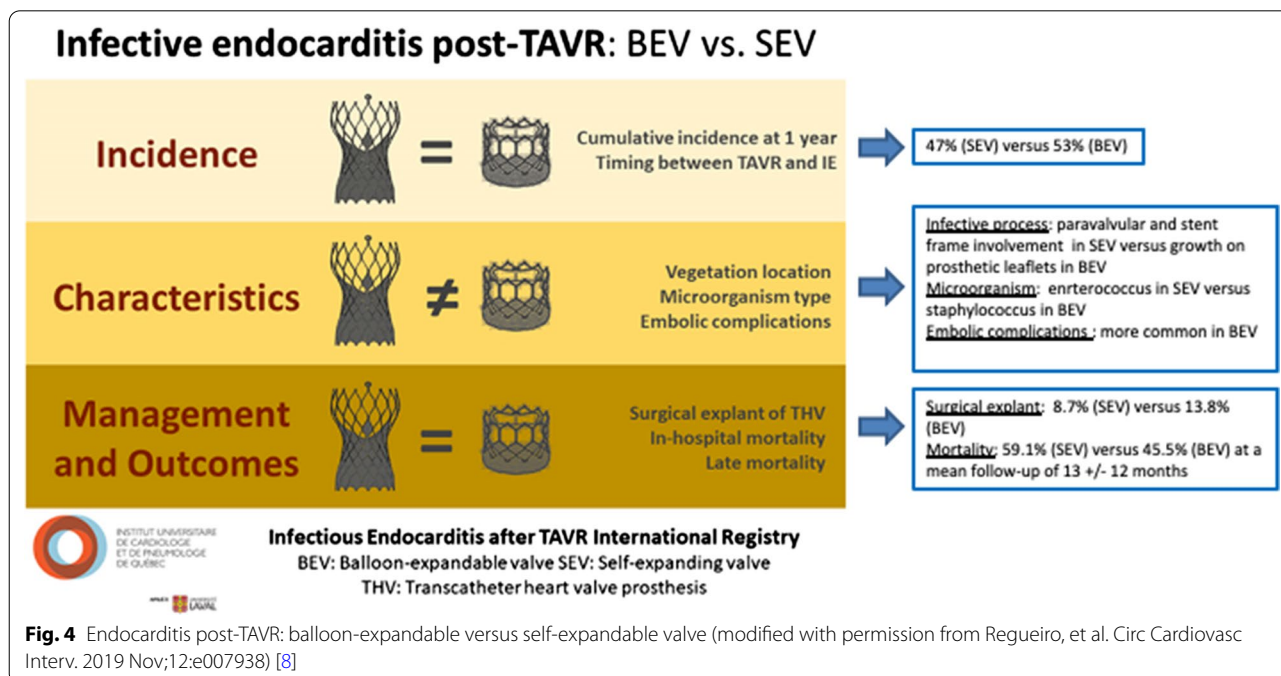 Infective endocarditis post-TAVR: BEV vs. SEV
Incidence
=
Cumulative incidence at 1 year
Timing between TAVR and IE
47% (SEV) versus 53% (BEV)
Characteristics
≠
Vegetation location
Microorganism type
Embolic complications
Infective process: paravalvular and stent
frame involvement in SEV versus growth on
prosthetic leaflets in BEV
Microorganism: enrterococcus in SEV versus
staphylococcus in BEV
Embolic complications : more common in BEV
Management
and Outcomes
=
Surgical explant of THV
In-hospital mortality
Late mortality
Surgical explant: 8.7% (SEV) versus 13.8%
(BEV)
Mortality: 59.1% (SEV) versus 45.5% (BEV) at a
mean follow-up of 13 +/- 12 months
INSTITUT UNIVERSITAIRE
DE CARDIOLOGIE
ET DE PNEUMOLOGIE
DE QUÉBEC
UNIVERSITÉ
LAVAL
Infectious Endocarditis after TAVR International Registry
BEV: Balloon-expandable valve SEV: Self-expanding valve
THV: Transcatheter heart valve prosthesis
Fig. 4 Endocarditis post-TAVR: balloon-expandable versus self-expandable valve (modified with permission from Regueiro, et al. Circ Cardiovasc
Interv. 2019 Nov;12:e007938) [8]